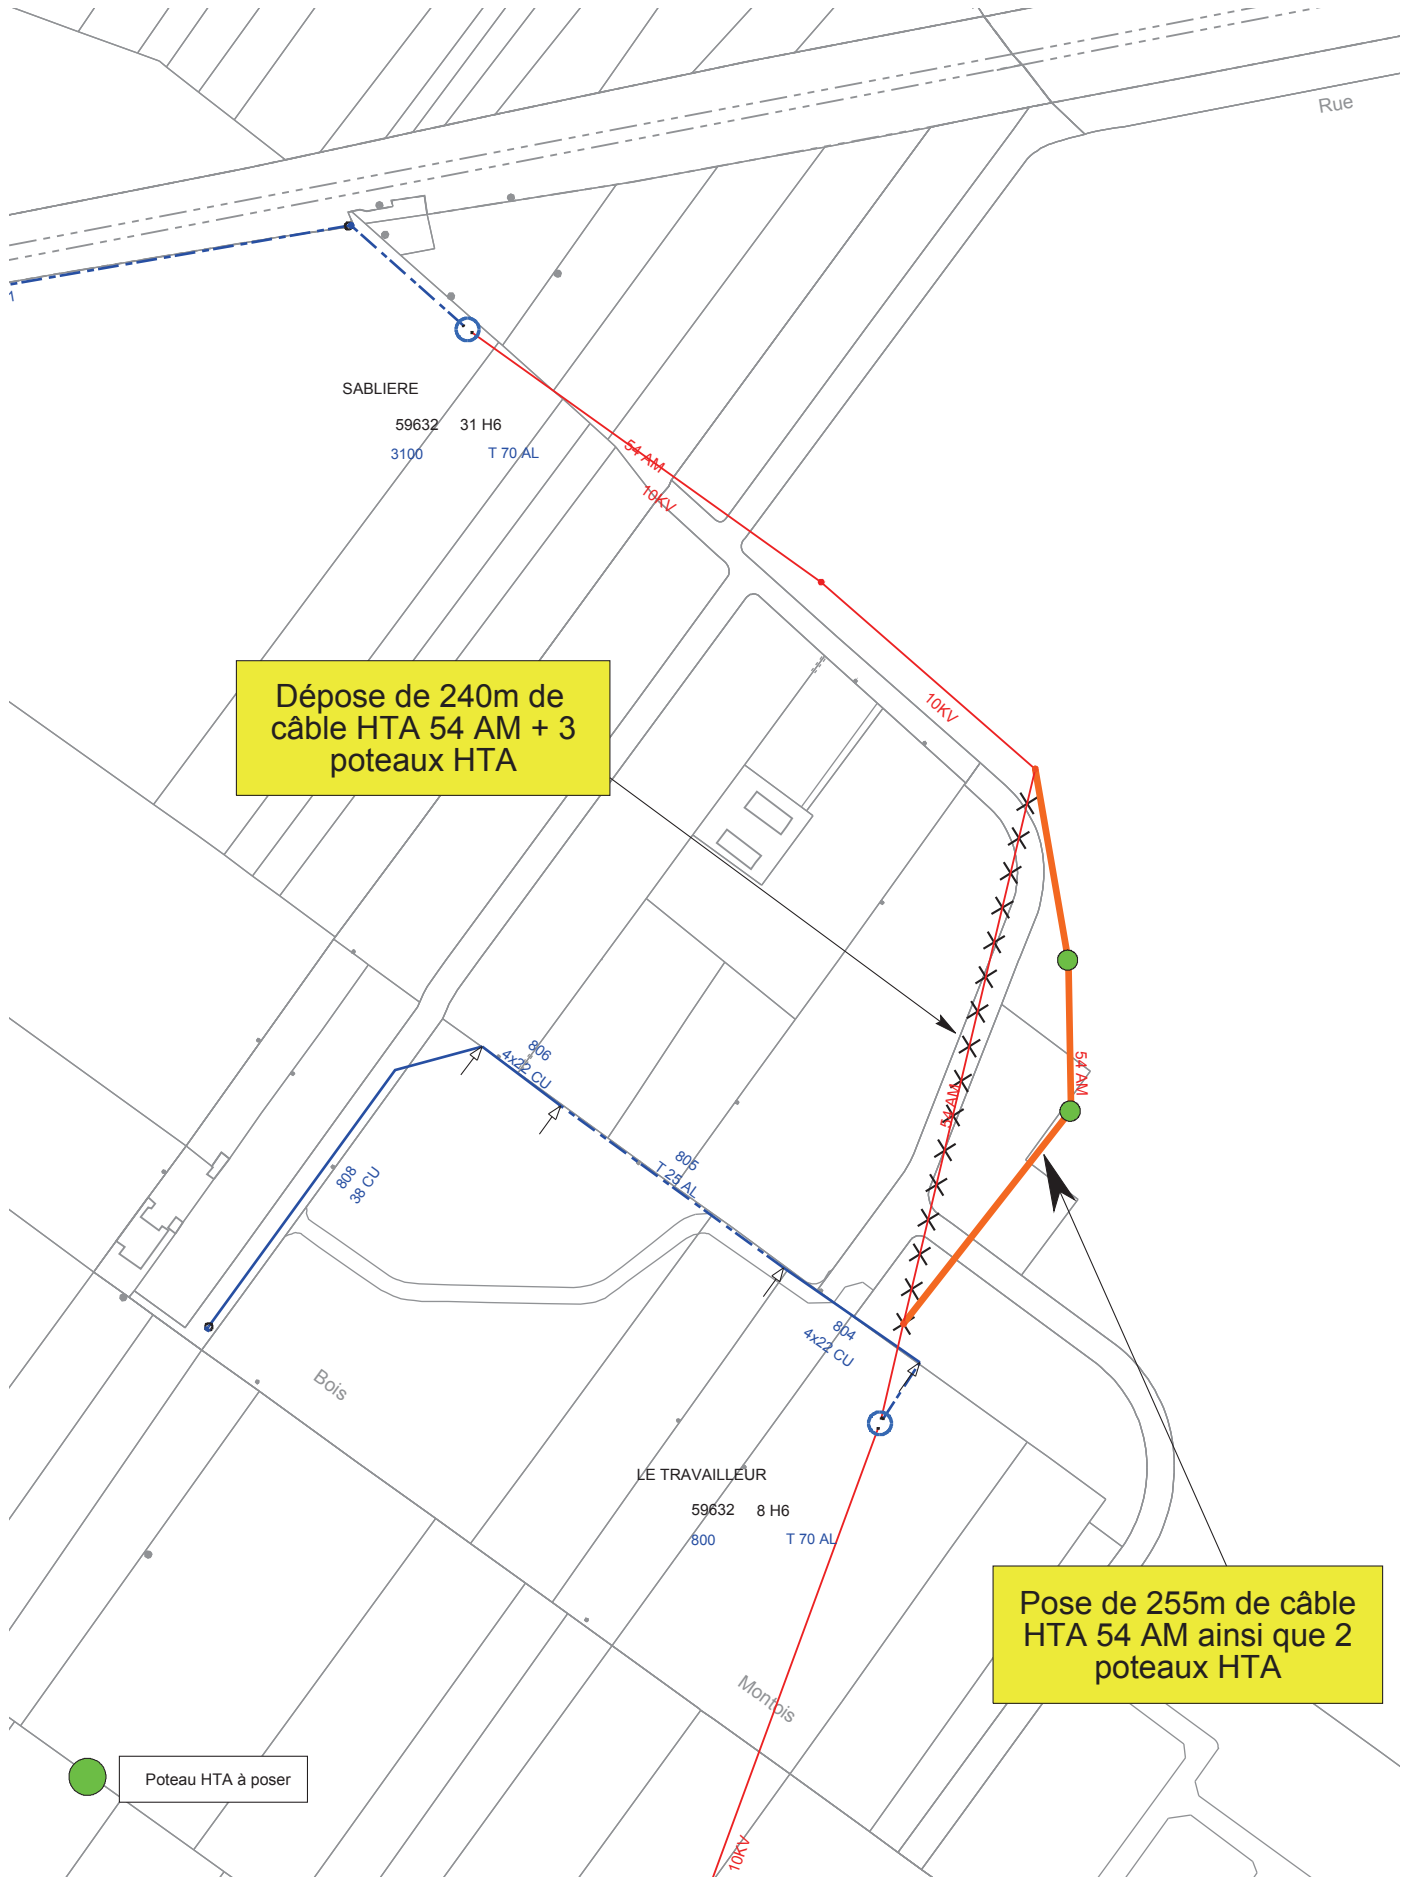 Rue
1
SABLIERE
59632 31 H6
3100 T 70 AL
54 AM
10KV
Dépose de 240m de
câble HTA 54 AM + 3
poteaux HTA
10KV
806
4x22 CU
54 AM
54 AM
805
T 25 AL
808
38 CU
804
4x22 CU
Bois
LE TRAVAILLEUR
59632 8 H6
800 T 70 AL
Pose de 255m de câble
HTA 54 AM ainsi que 2
poteaux HTA
Montois
Poteau HTA à poser
10KV